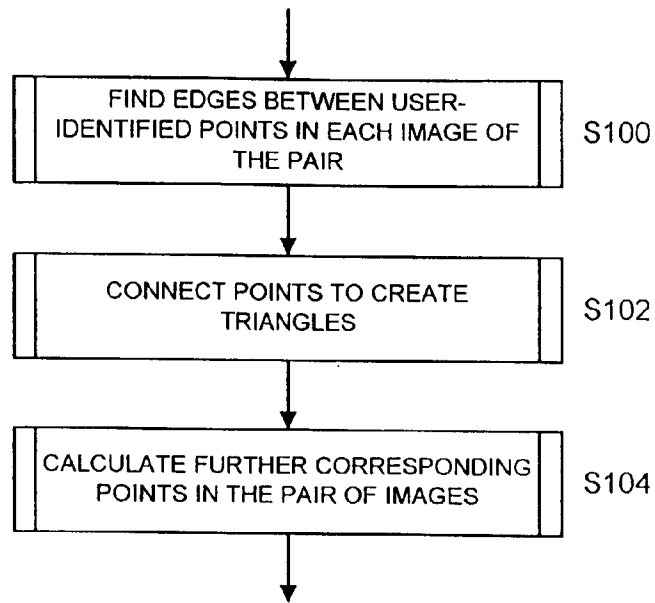 FIND EDGES BETWEEN USER-
IDENTIFIED POINTS IN EACH IMAGE OF
THE PAIR
S100
CONNECT POINTS TO CREATE
TRIANGLES
S102
CALCULATE FURTHER CORRESPONDING
POINTS IN THE PAIR OF IMAGES
S104